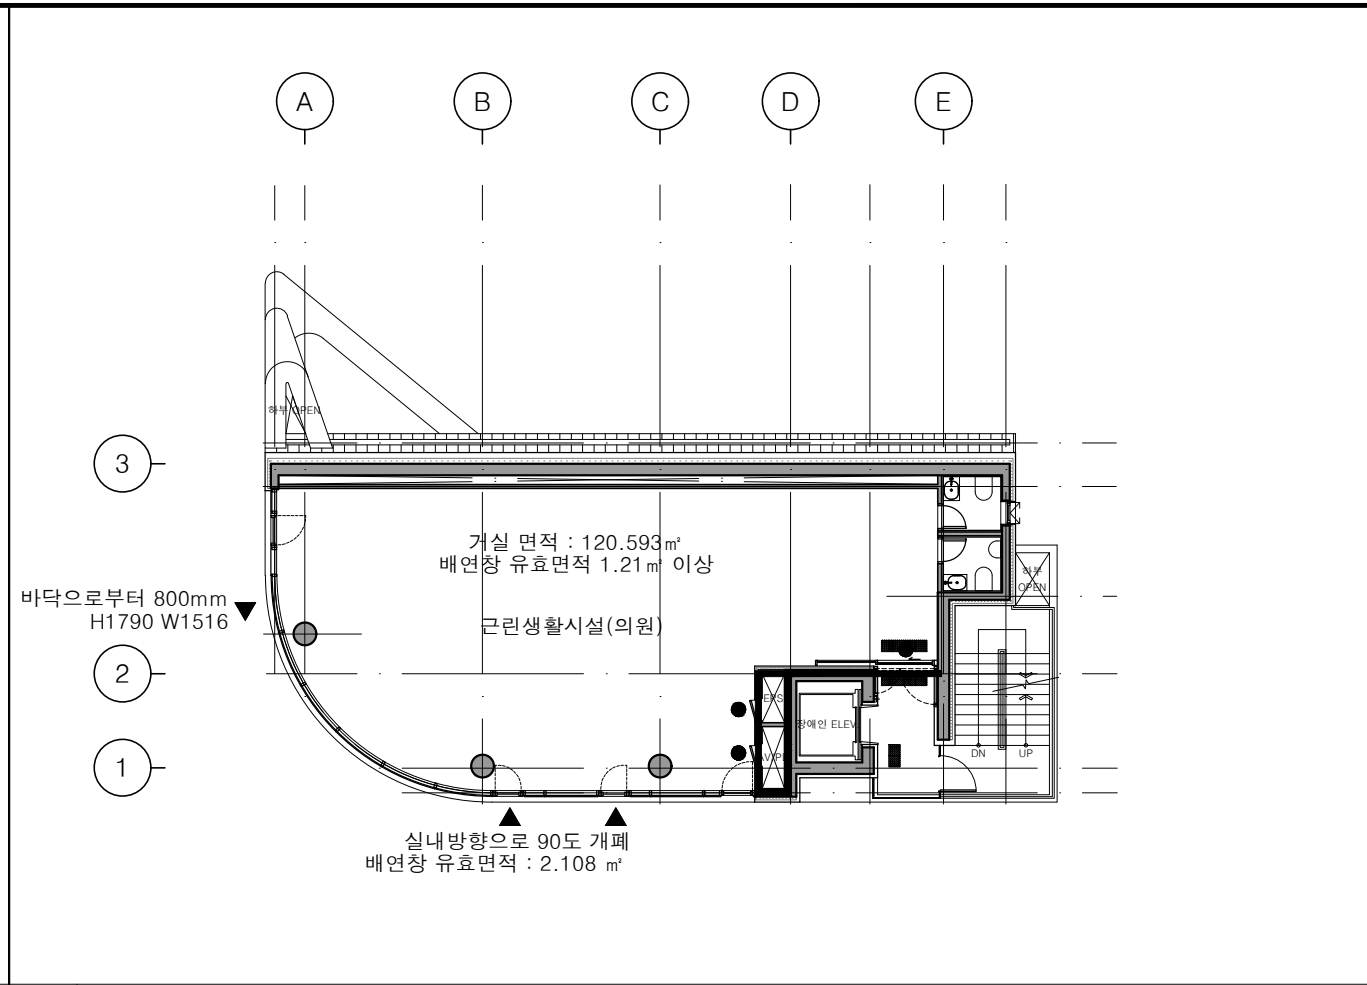 A
B
C
D
E
하부 OPEN
3
거실 면적 : 120.593㎡
배연창 유효면적 1.21㎡ 이상
하부
OPEN
바닥으로부터 800mm
H1790 W1516
근린생활시설(의원)
2
EPS
장애인 ELEV.
DN
UP
1
실내방향으로 90도 개폐
배연창 유효면적 : 2.108 ㎡